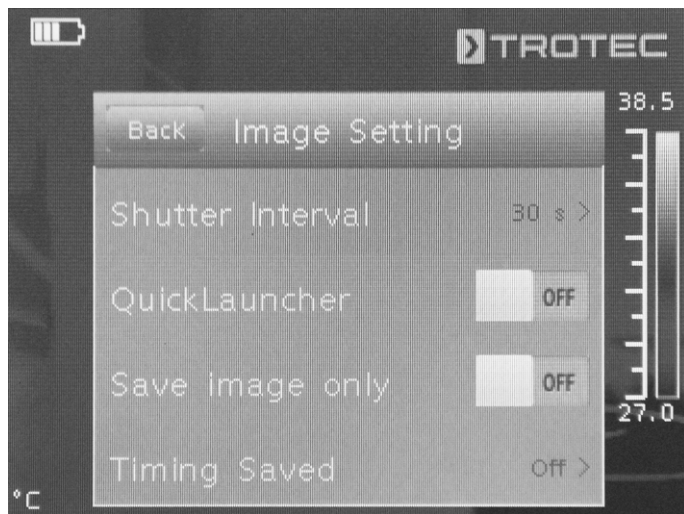 TROTEC
38.5
Back Image Setting
Shutter Interval 30 s >
QuickLauncher OFF
Save image only OFF
27.0
Timing Saved Off >
°C